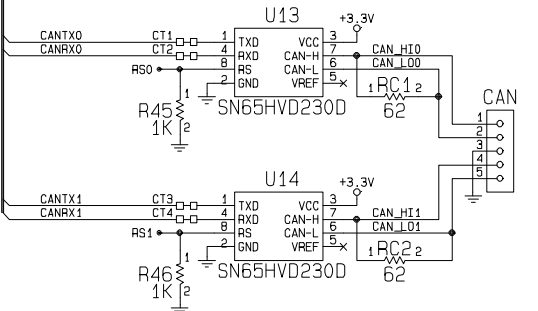 U13
+3.3V
CANTX0 CT1 1 TXD VCC 3
CANRX0 CT2 4 RXD CAN-H 7 CAN_HI0
RS0 8 RS CAN-L 6 CAN_LO0
2 GND VREF 5
SN65HVD230D
1 RC1 2
62
R45
1K
1
2
CAN
1
2
3
4
5
U14
+3.3V
CANTX1 CT3 1 TXD VCC 3
CANRX1 CT4 4 RXD CAN-H 7 CAN_HI1
RS1 8 RS CAN-L 6 CAN_LO1
2 GND VREF 5
SN65HVD230D
1 RC2 2
62
R46
1K
1
2